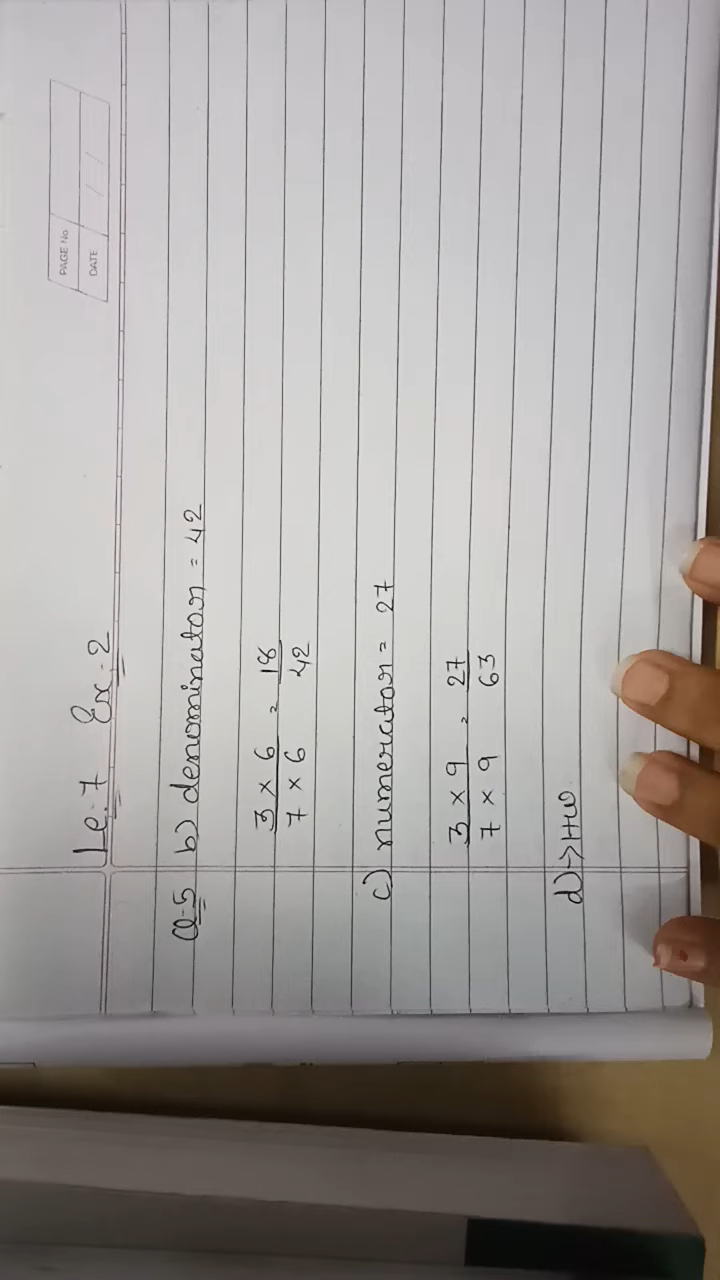 PAGE No
DATE / /
Le:-7 Ex-2
Q-5 b) denominator = 42
3 × 6 = 18
7 × 6 42
c) numerator = 27
3 × 9 = 27
7 × 9 63
d)->HW